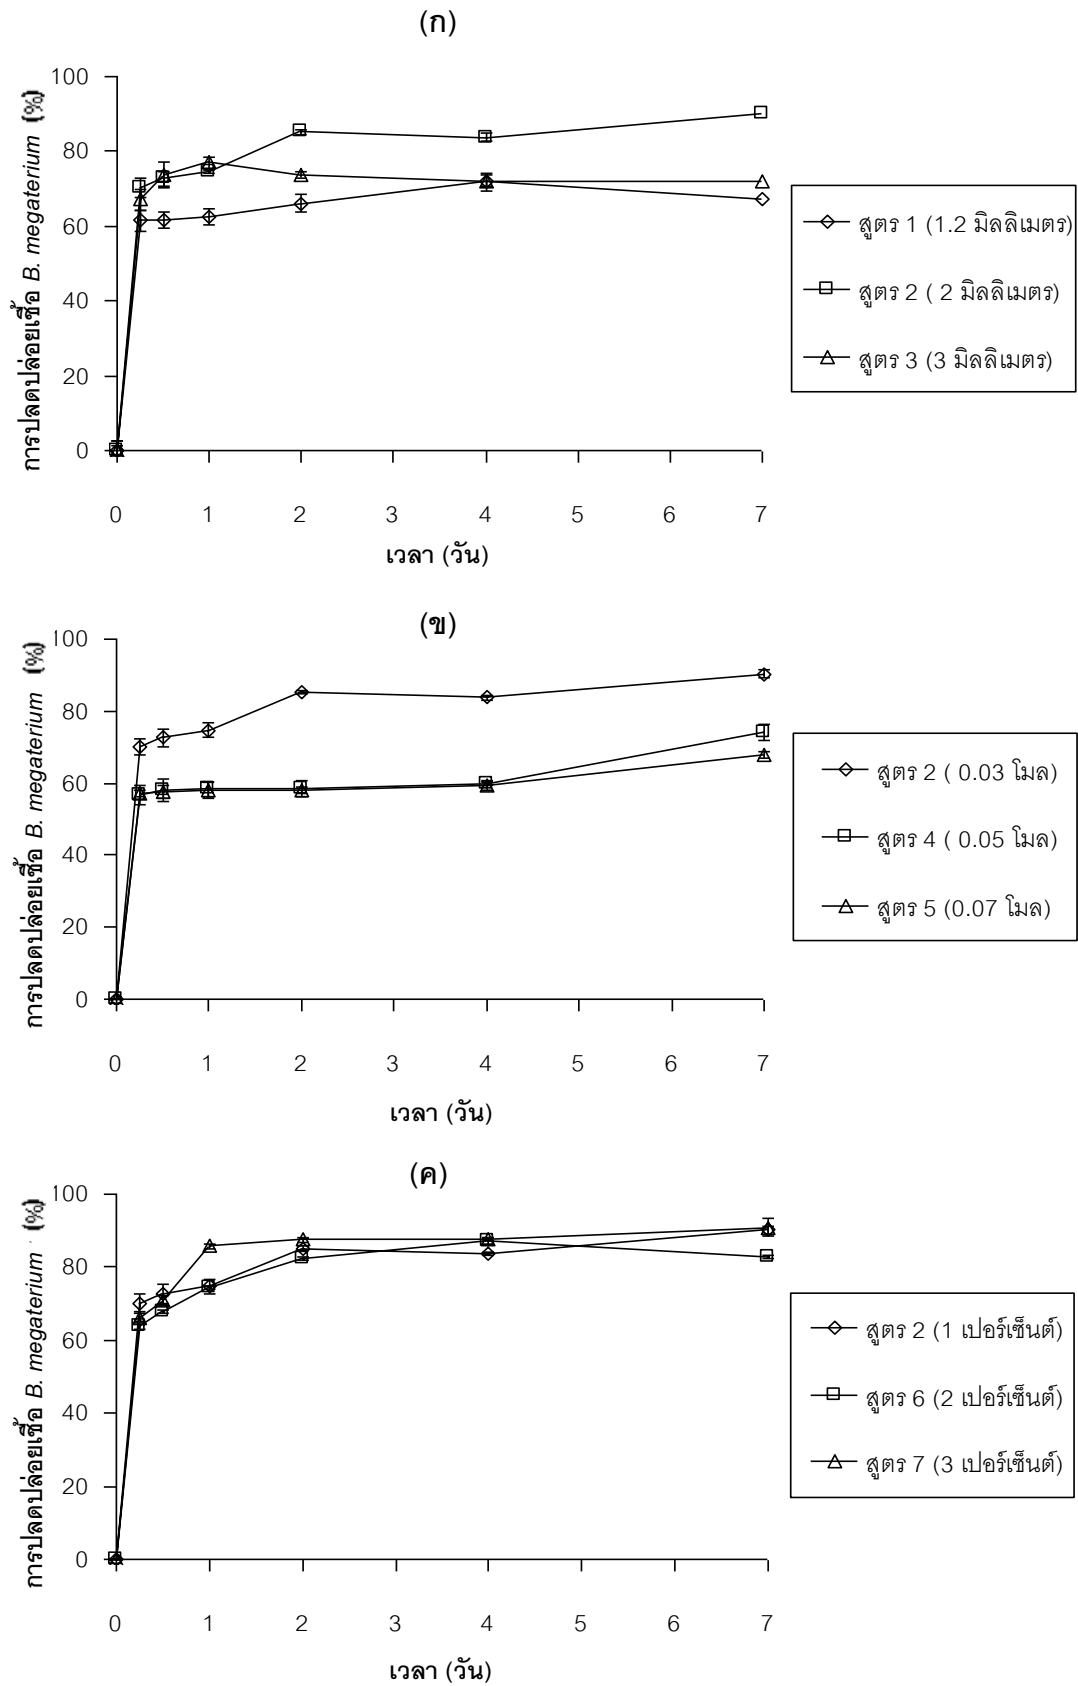 (ก)
การปลดปล่อยเชื้อ B. megaterium (%)
100
80
60
40
20
0
0 1 2 3 4 5 6 7
เวลา (วัน)
สูตร 1 (1.2 มิลลิเมตร)
สูตร 2 ( 2 มิลลิเมตร)
สูตร 3 (3 มิลลิเมตร)
(ข)
การปลดปล่อยเชื้อ B. megaterium (%)
100
80
60
40
20
0
0 1 2 3 4 5 6 7
เวลา (วัน)
สูตร 2 ( 0.03 โมล)
สูตร 4 ( 0.05 โมล)
สูตร 5 (0.07 โมล)
(ค)
การปลดปล่อยเชื้อ B. megaterium (%)
100
80
60
40
20
0
0 1 2 3 4 5 6 7
เวลา (วัน)
สูตร 2 (1 เปอร์เซ็นต์)
สูตร 6 (2 เปอร์เซ็นต์)
สูตร 7 (3 เปอร์เซ็นต์)